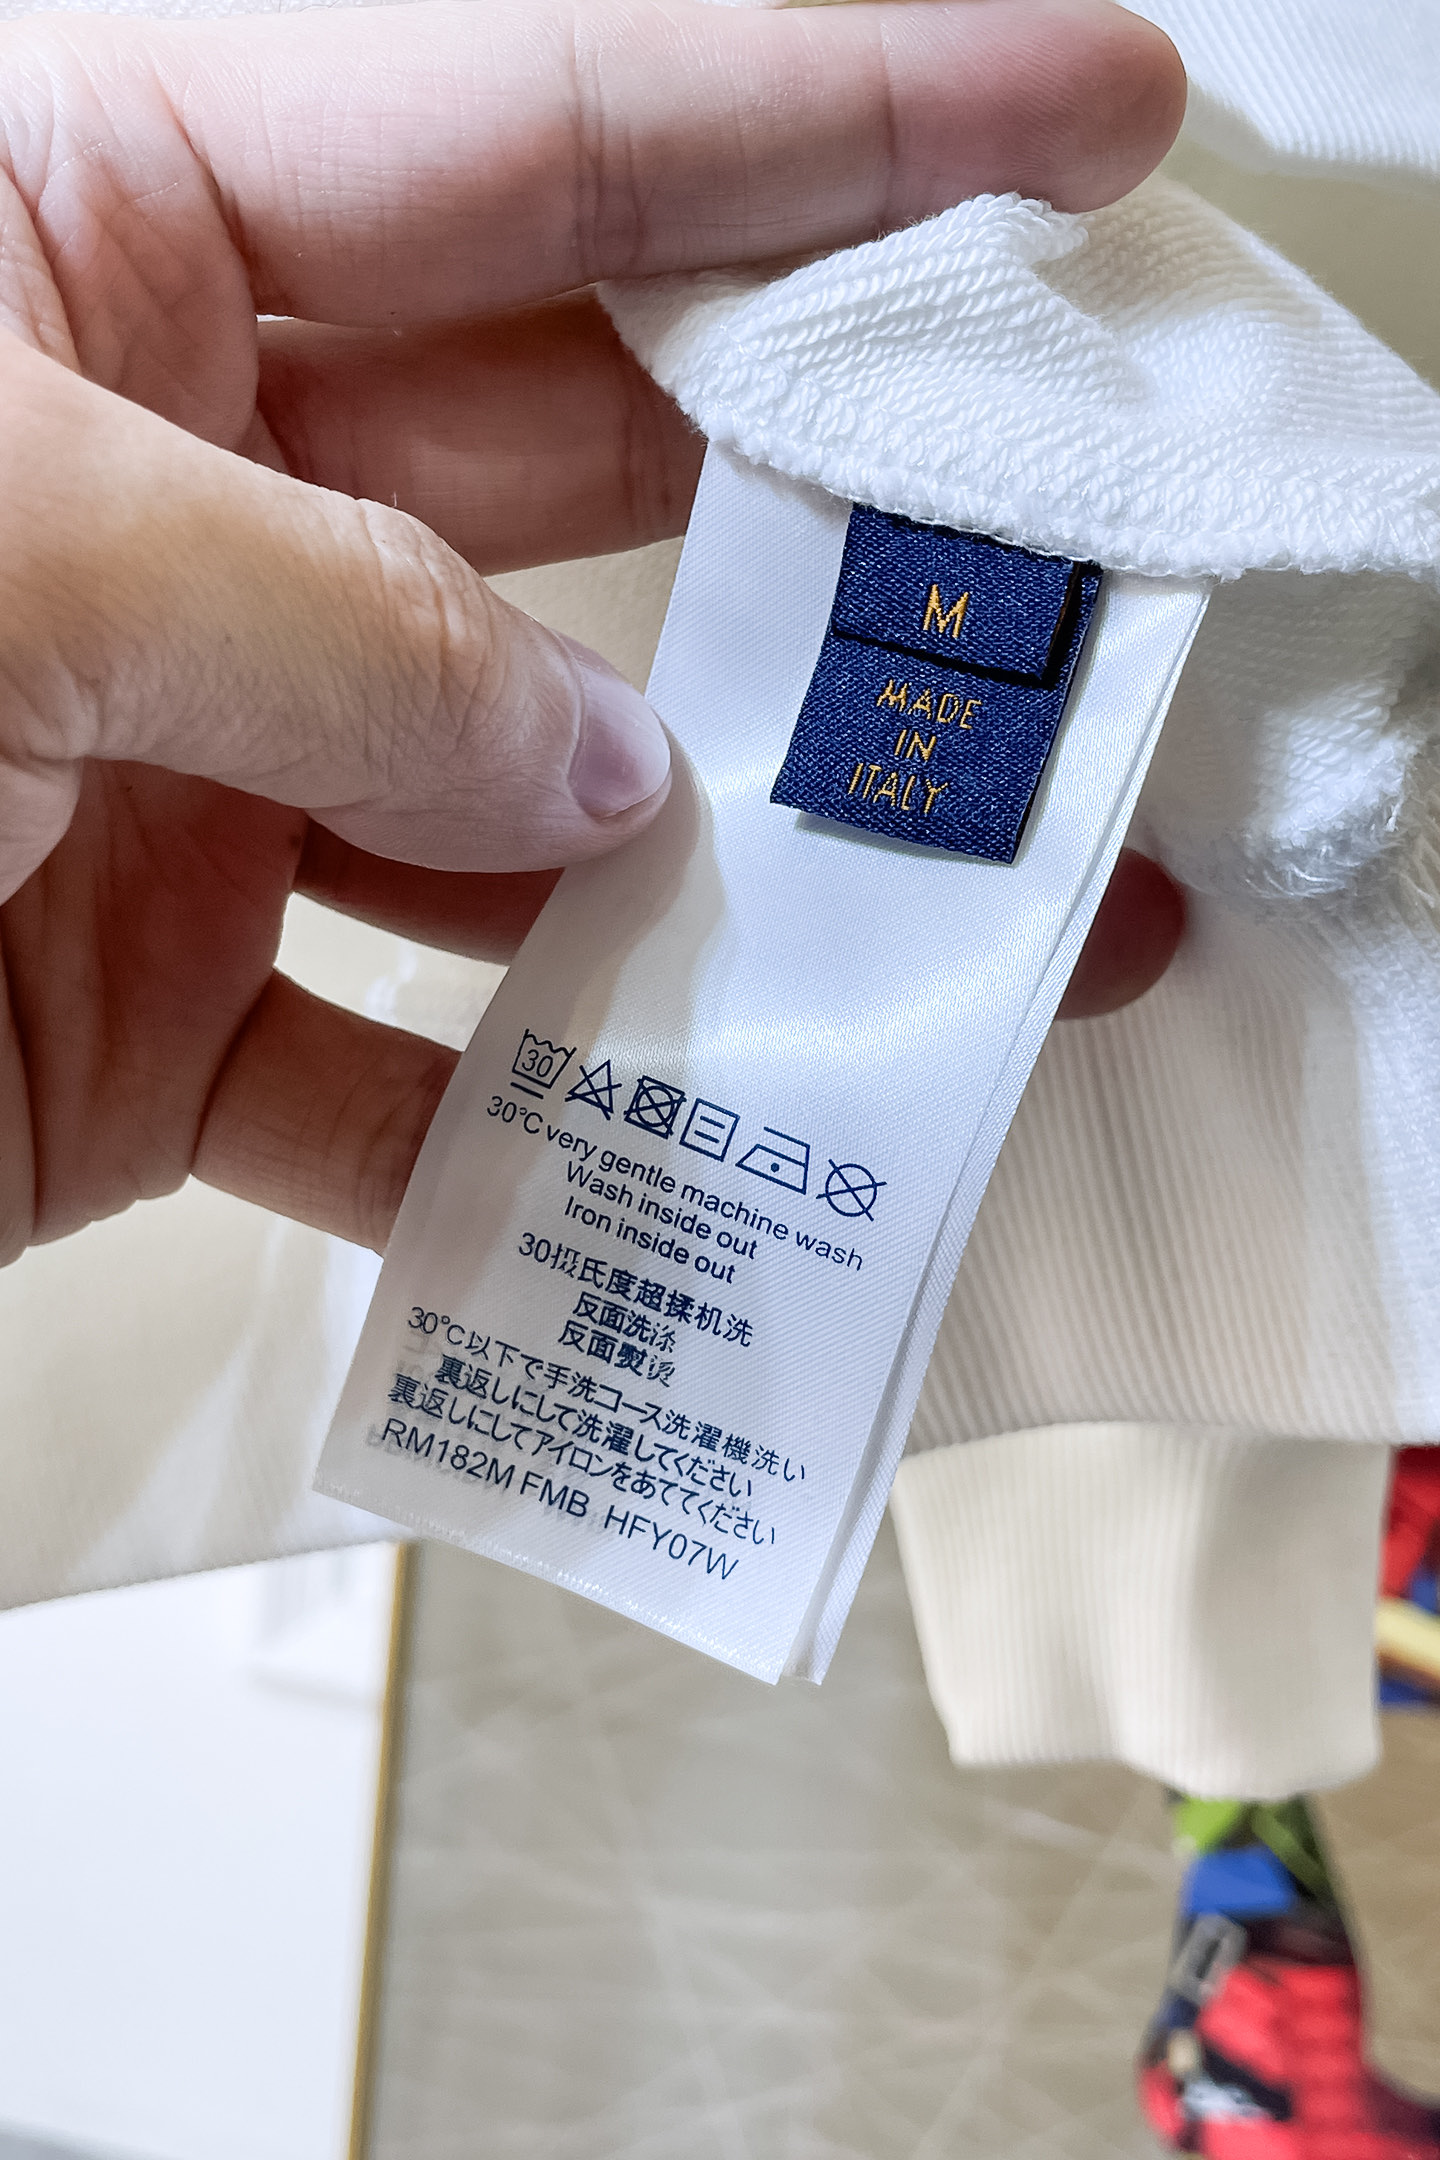 M
MADE
IN
ITALY
30
30°C very gentle machine wash
Wash inside out
Iron inside out
30摄氏度超揉机洗
反面洗涤
反面熨烫
30°C以下で手洗コース洗濯機洗い
裏返しにして洗濯してください
裏返しにしてアイロンをあててください
RM182M FMB HFY07W